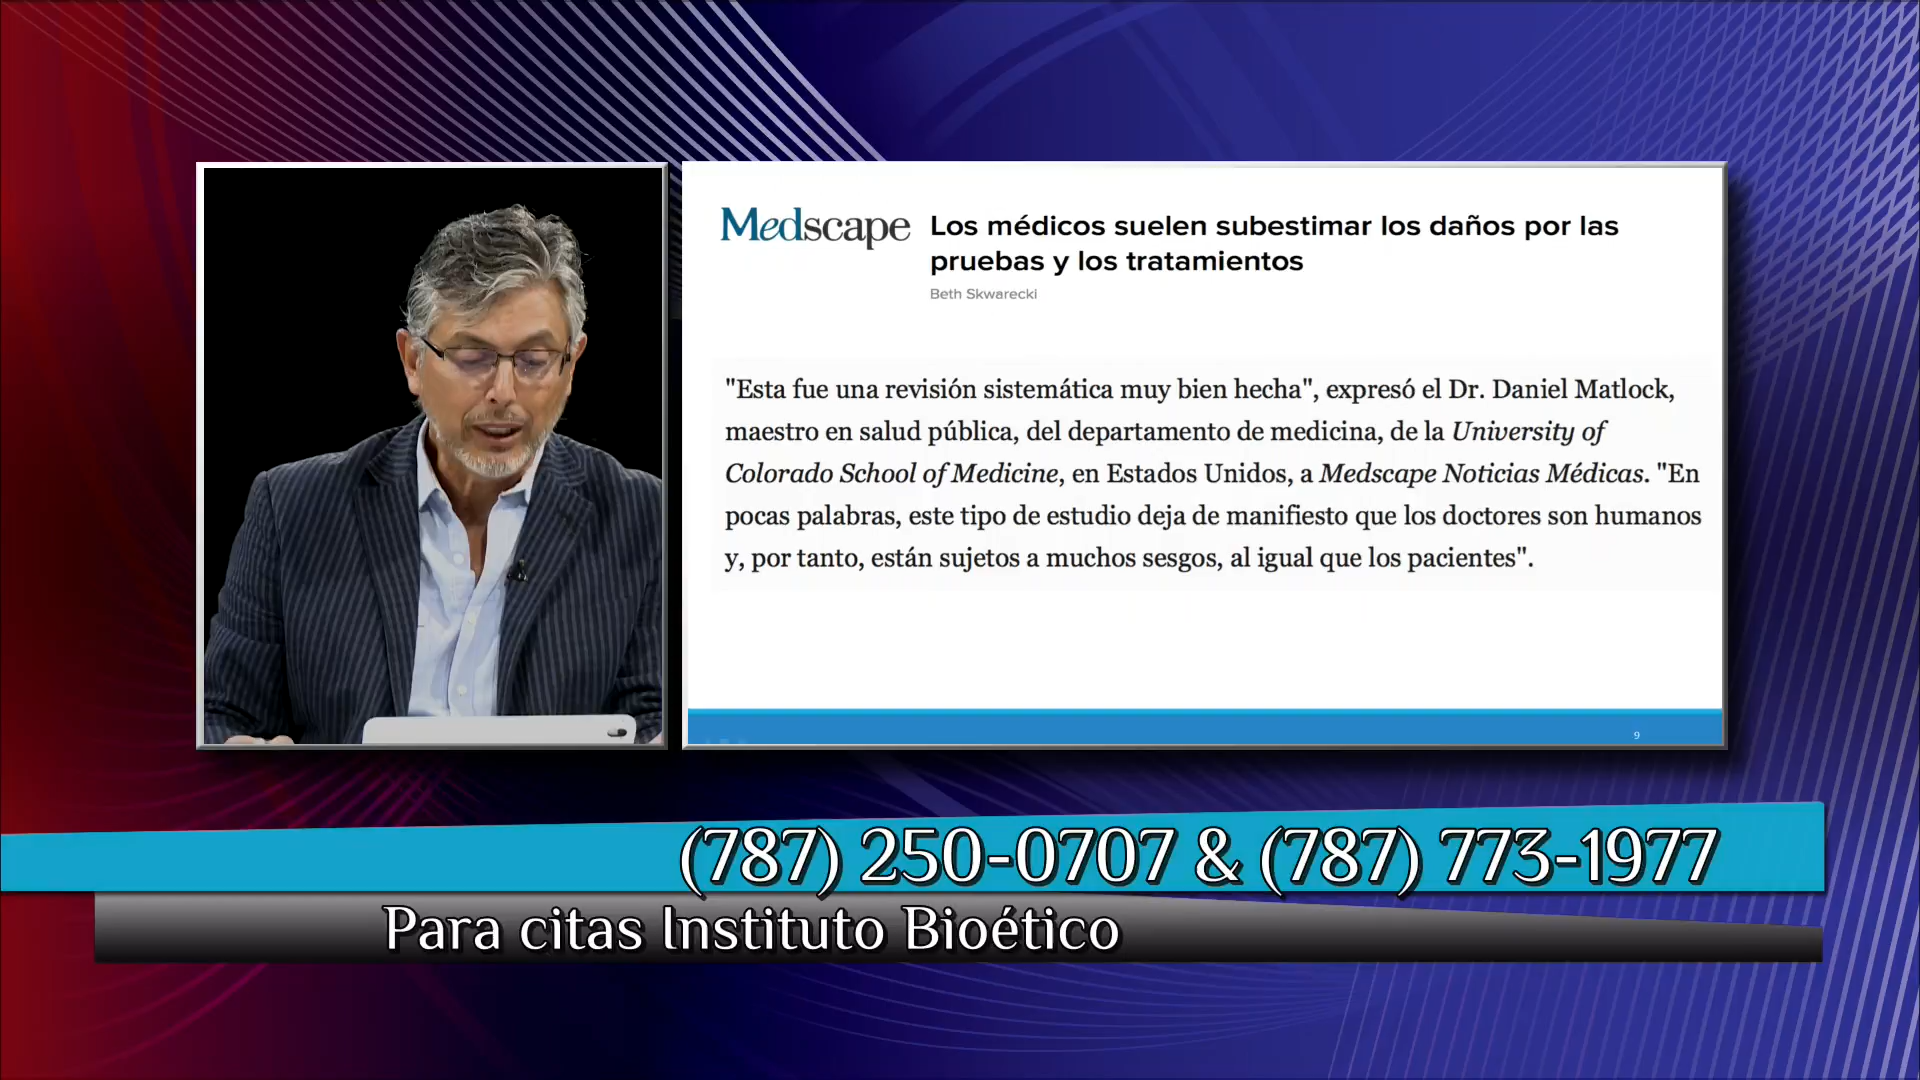 Medscape
Los médicos suelen subestimar los daños por las
pruebas y los tratamientos
Beth Skwarecki
"Esta fue una revisión sistemática muy bien hecha", expresó el Dr. Daniel Matlock,
maestro en salud pública, del departamento de medicina, de la University of
Colorado School of Medicine, en Estados Unidos, a Medscape Noticias Médicas. "En
pocas palabras, este tipo de estudio deja de manifiesto que los doctores son humanos
y, por tanto, están sujetos a muchos sesgos, al igual que los pacientes".
9
(787) 250-0707 & (787) 773-1977
Para citas Instituto Bioético